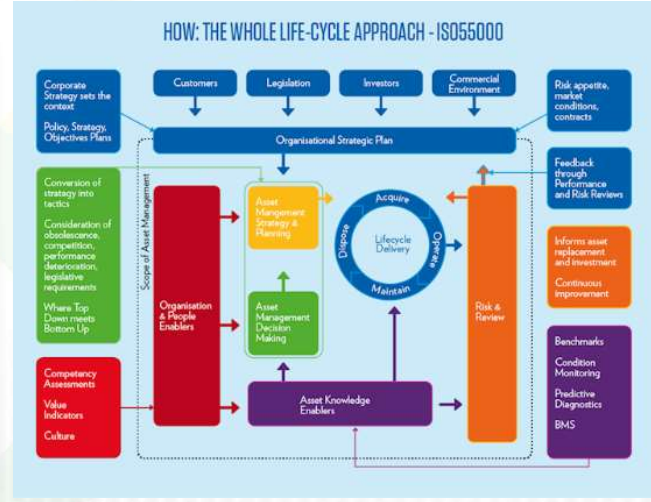 HOW: THE WHOLE LIFE-CYCLE APPROACH - ISO55000
Corporate
Strategy sets the
context
Policy, Strategy,
Objectives Plans
Customers
Legislation
Investors
Commercial
Environment
Risk appetite,
market
conditions,
contracts
Organisational Strategic Plan
Feedback
through
Performance
and Risk Reviews
Conversion of
strategy into
tactics
Consideration of
obsolescence,
competition,
performance
deterioration,
legislative
requirements
Where Top
Down meets
Bottom Up
Scope of Asset Management
Organisation
& People
Enablers
Asset
Mangement
Strategy &
Planning
Asset
Management
Decision
Making
Acquire
Operate
Maintain
Dispose
Lifecycle
Delivery
Risk &
Review
Informs asset
replacement and
investment
Continuous
Improvement
Competency
Assessments
Value
Indicators
Culture
Asset Knowledge
Enablers
Benchmarks
Condition
Monitoring
Predictive
Diagnostics
BMS